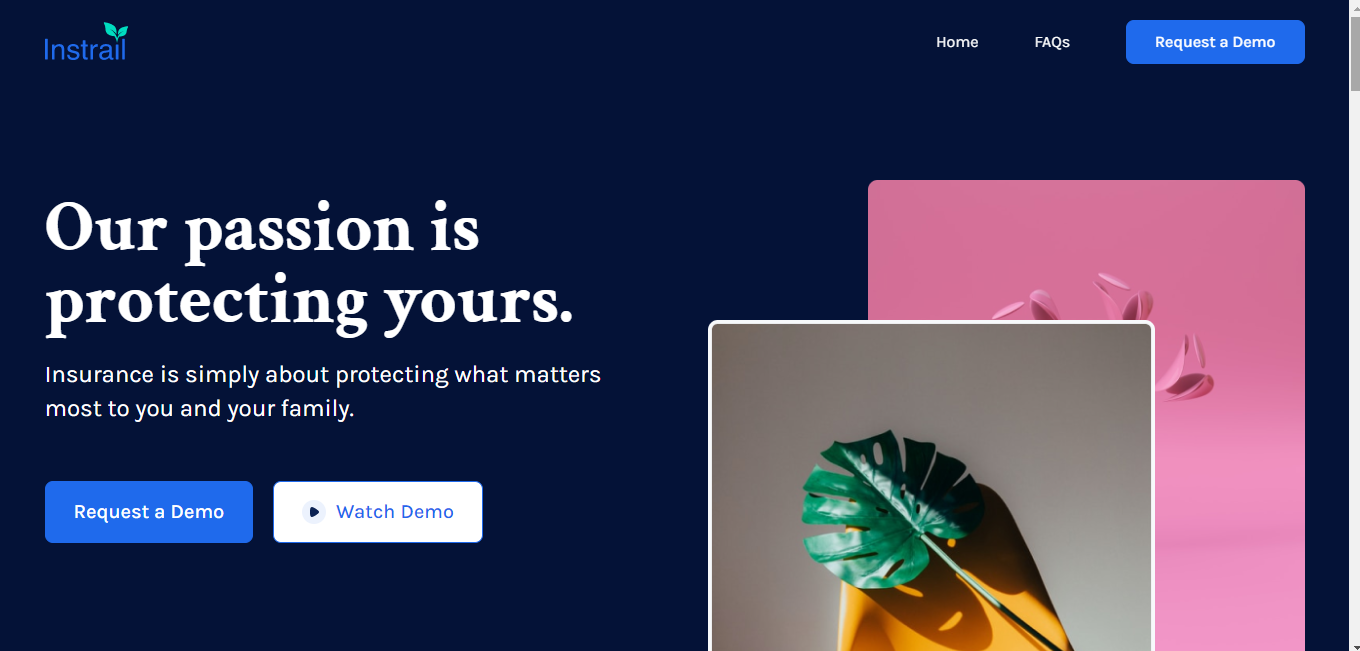 Instrail
Home
FAQs
Request a Demo
Our passion is
protecting yours.
Insurance is simply about protecting what matters
most to you and your family.
Request a Demo
Watch Demo